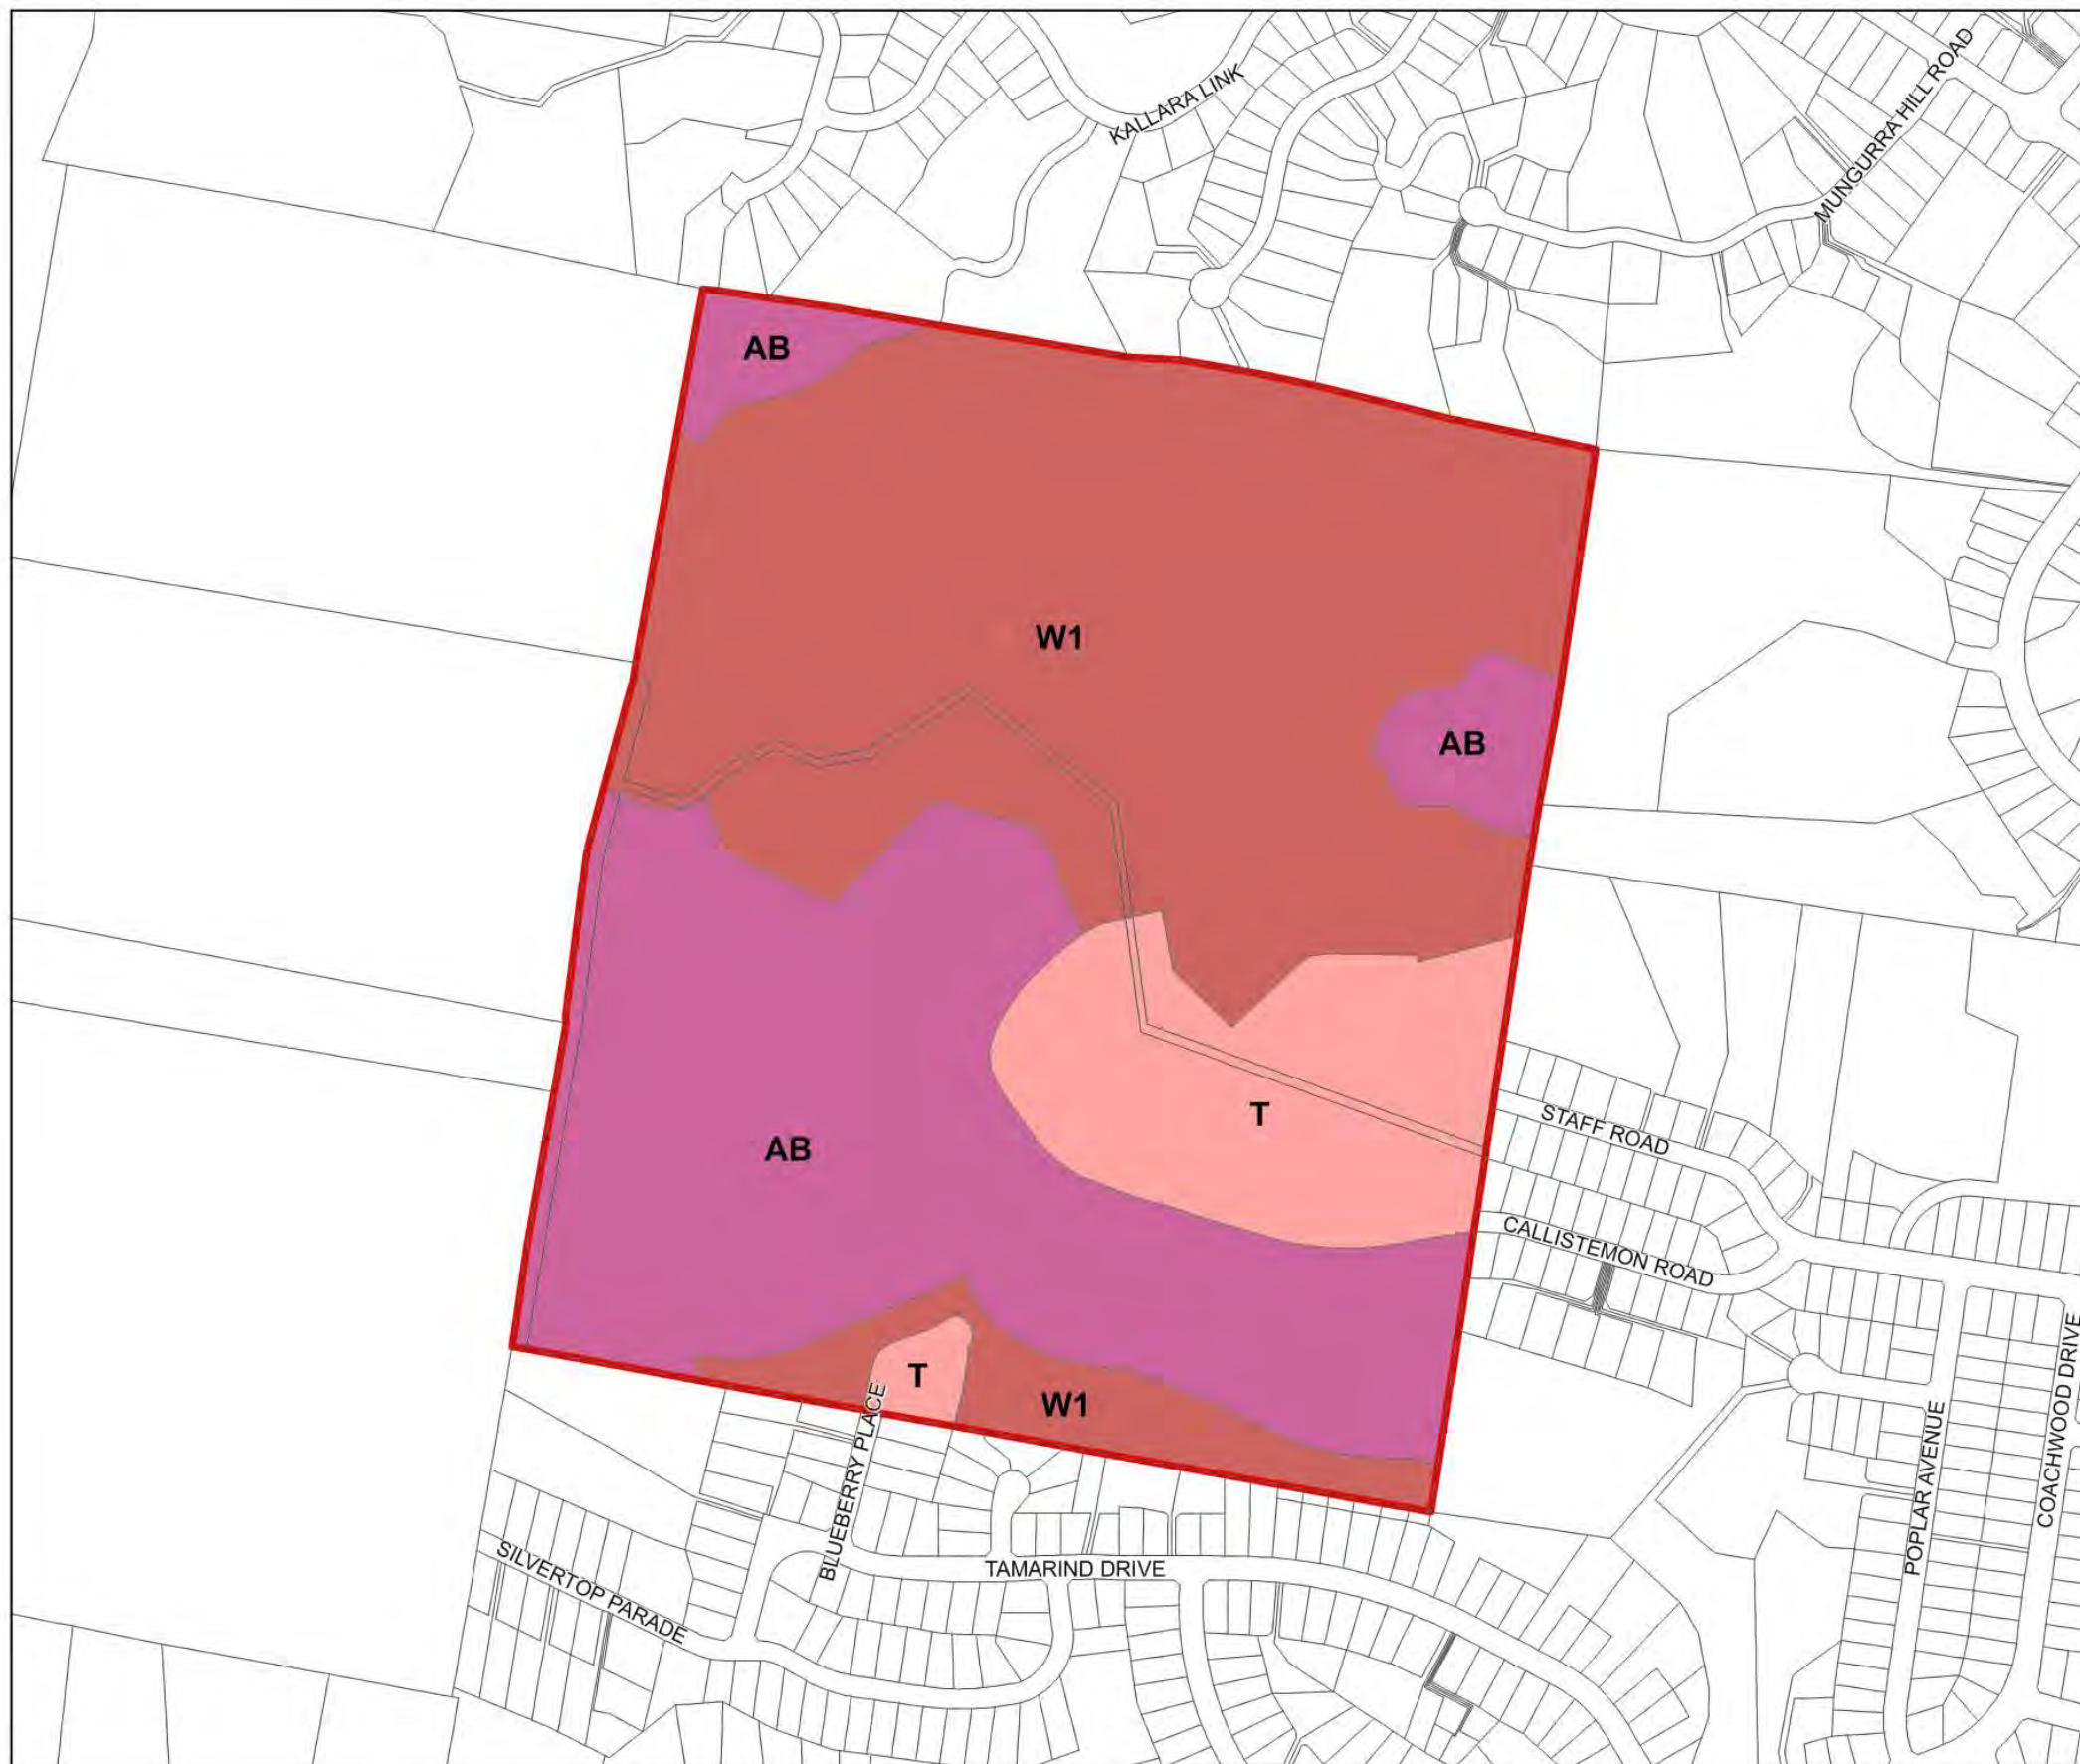 MUNGURRA HILL ROAD
KALLARA LINK
AB
W1
AB
T
STAFF ROAD
AB
CALLISTEMON ROAD
T
W1
BLUEBERRY PLACE
POPLAR AVENUE
COACHWOOD DRIVE
TAMARIND DRIVE
SILVERTOP PARADE